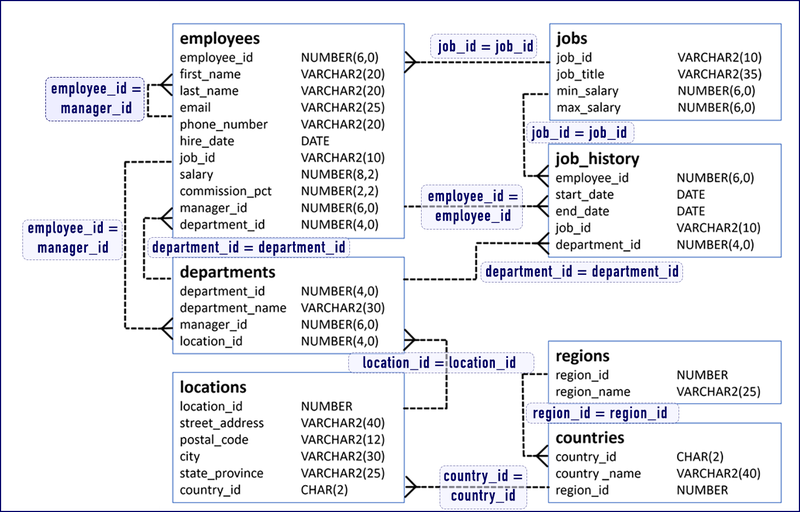 employees
employee_id NUMBER(6,0)
first_name VARCHAR2(20)
last_name VARCHAR2(20)
email VARCHAR2(25)
phone_number VARCHAR2(20)
hire_date DATE
job_id VARCHAR2(10)
salary NUMBER(8,2)
commission_pct NUMBER(2,2)
manager_id NUMBER(6,0)
department_id NUMBER(4,0)
employee_id =
manager_id
employee_id =
manager_id
department_id = department_id
departments
department_id NUMBER(4,0)
department_name VARCHAR2(30)
manager_id NUMBER(6,0)
location_id NUMBER(4,0)
location_id = location_id
locations
location_id NUMBER
street_address VARCHAR2(40)
postal_code VARCHAR2(12)
city VARCHAR2(30)
state_province VARCHAR2(25)
country_id CHAR(2)
job_id = job_id
jobs
job_id VARCHAR2(10)
job_title VARCHAR2(35)
min_salary NUMBER(6,0)
max_salary NUMBER(6,0)
job_id = job_id
job_history
employee_id NUMBER(6,0)
start_date DATE
end_date DATE
job_id VARCHAR2(10)
department_id NUMBER(4,0)
employee_id =
employee_id
department_id = department_id
regions
region_id NUMBER
region_name VARCHAR2(25)
region_id = region_id
countries
country_id CHAR(2)
country _name VARCHAR2(40)
region_id NUMBER
country_id =
country_id